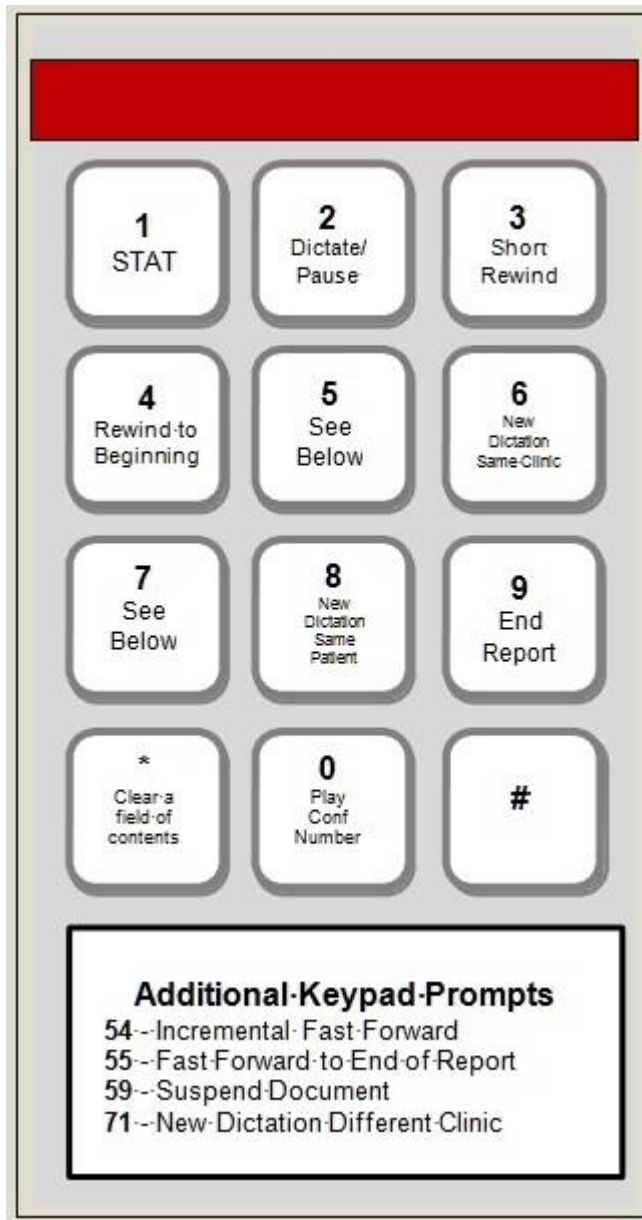 1
STAT
2
Dictate/
Pause
3
Short
Rewind
4
Rewind·to
Beginning
5
See
Below
6
New
Dictation
Same·Clinic
7
See
Below
8
New
Dictation
Same
Patient
9
End
Report
*
Clear·a
field·of
contents
0
Play
Conf
Number
#
Additional·Keypad·Prompts
54·-·Incremental·Fast·Forward
55·-·Fast·Forward·to·End·of·Report
59·-·Suspend·Document
71·-·New·Dictation·Different·Clinic